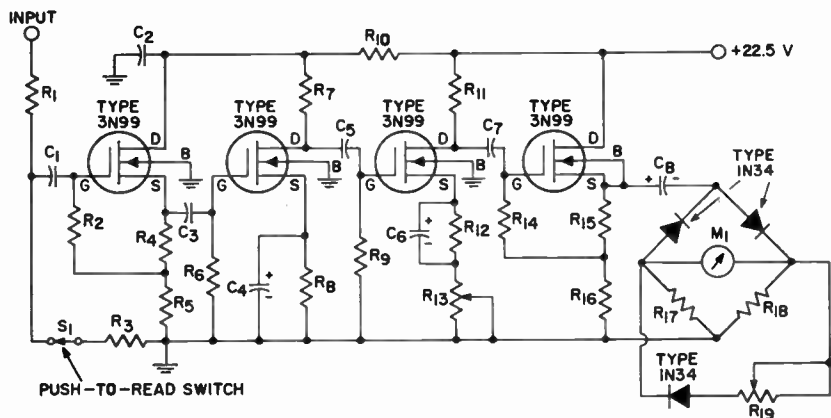 INPUT
C2
R10
+22.5 V
R1
R7
R11
TYPE
3N99
TYPE
3N99
TYPE
3N99
TYPE
3N99
C1
D
B
G
S
D
B
G
S
C5
D
B
G
S
C7
D
B
G
S
C8
+ -
TYPE
IN34
R2
R4
C3
R6
C4
+
-
R8
R9
C6
+
-
R12
R13
R14
R15
R16
M1
R17
R18
R5
S1
R3
PUSH-TO-READ SWITCH
TYPE
IN34
R19